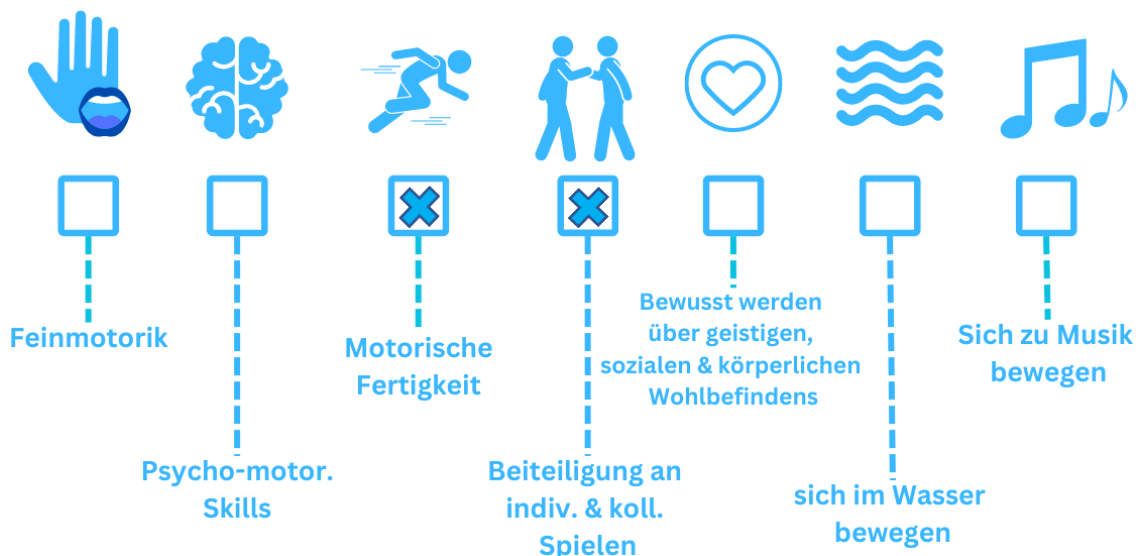 Feinmotorik
Psycho-motor.
Skills
Motorische
Fertigkeit
Beiteiligung an
indiv. & koll.
Spielen
Bewusst werden
über geistigen,
sozialen & körperlichen
Wohlbefindens
sich im Wasser
bewegen
Sich zu Musik
bewegen